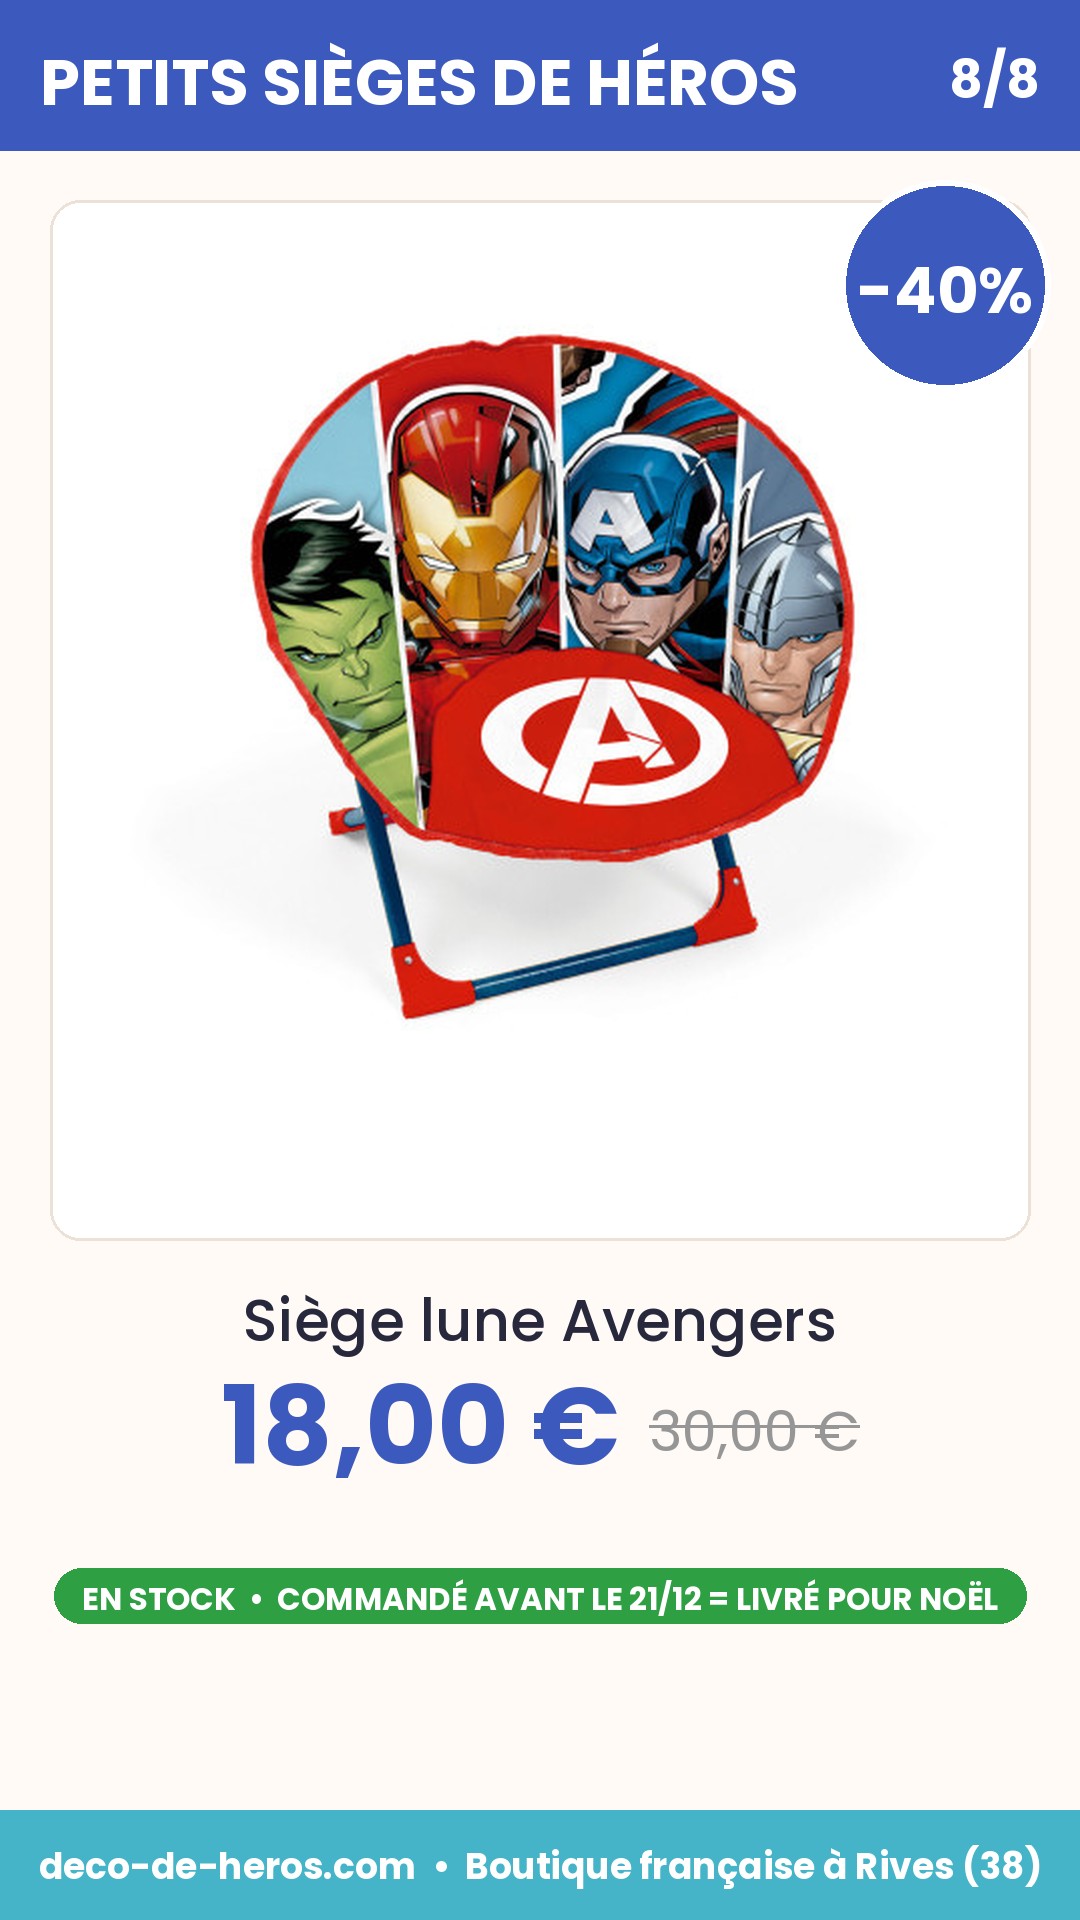 PETITS SIÈGES DE HÉROS
8/8
-40%
A
A
Siège lune Avengers
18,00 € 30,00 €
EN STOCK • COMMANDÉ AVANT LE 21/12 = LIVRÉ POUR NOËL
deco-de-heros.com • Boutique française à Rives (38)